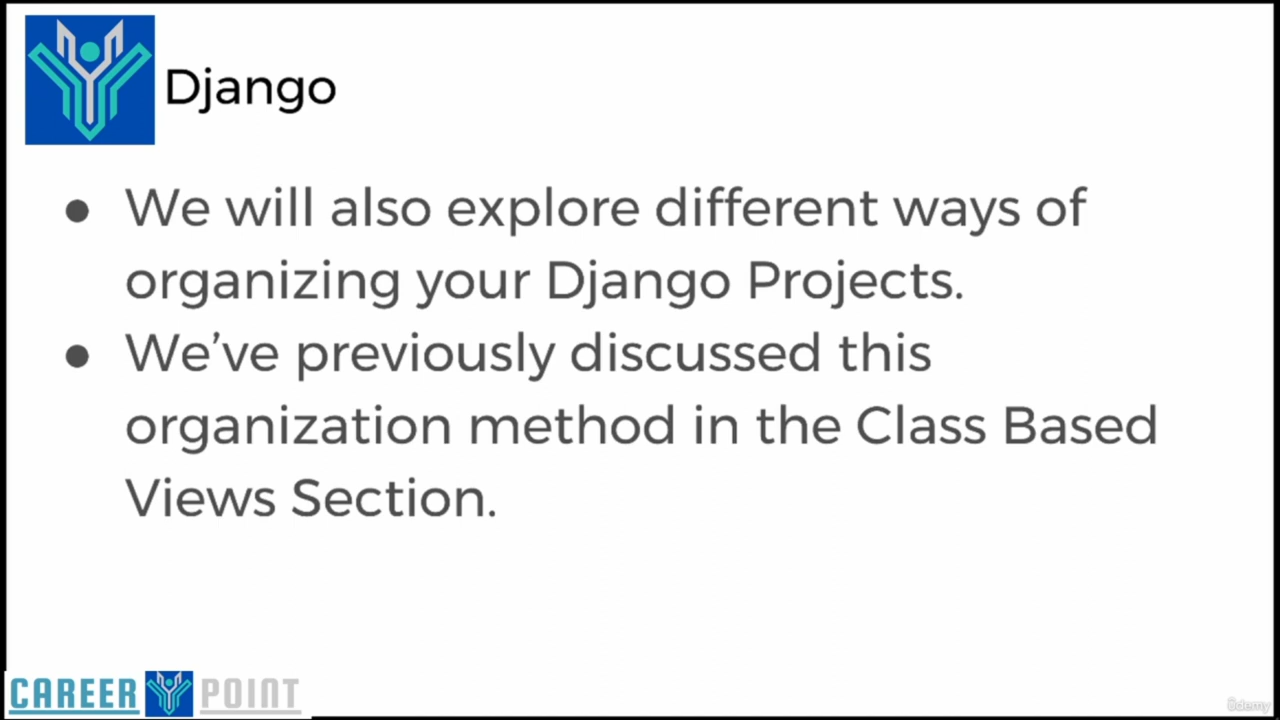 Django
● We will also explore different ways of
organizing your Django Projects.
● We’ve previously discussed this
organization method in the Class Based
Views Section.
CAREER POINT
ûdemy